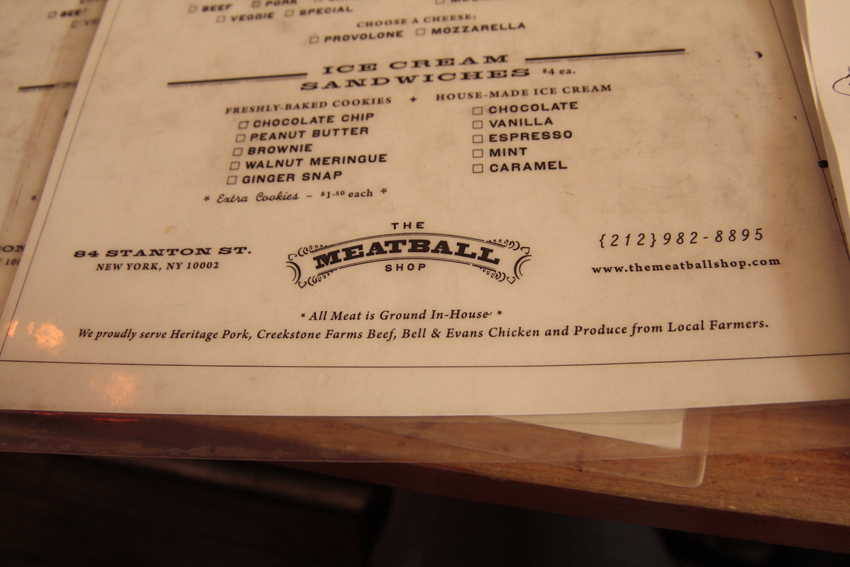 BEEF PORK
VEGGIE SPECIAL
CHOOSE A CHEESE:
PROVOLONE MOZZARELLA
ICE CREAM
SANDWICHES $4 ea.
FRESHLY-BAKED COOKIES + HOUSE-MADE ICE CREAM
CHOCOLATE CHIP
PEANUT BUTTER
BROWNIE
WALNUT MERINGUE
GINGER SNAP
CHOCOLATE
VANILLA
ESPRESSO
MINT
CARAMEL
* Extra Cookies - $1.50 each *
84 STANTON ST.
NEW YORK, NY 10002
THE
MEATBALL
SHOP
{212}982-8895
www.themeatballshop.com
* All Meat is Ground In-House *
We proudly serve Heritage Pork, Creekstone Farms Beef, Bell & Evans Chicken and Produce from Local Farmers.